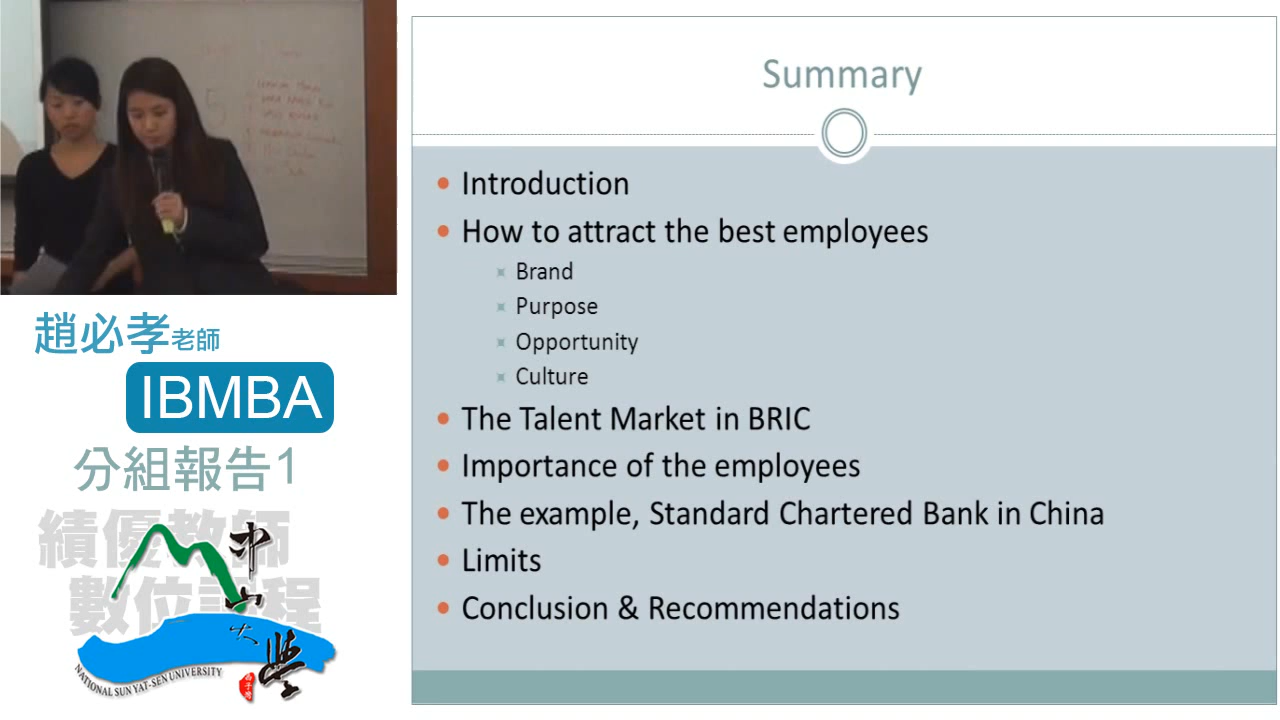 趙必孝老師
IBMBA
分組報告1
績優教師
數位課程
中山大學
NATIONAL SUN YAT-SEN UNIVERSITY
Summary
Introduction
How to attract the best employees
Brand
Purpose
Opportunity
Culture
The Talent Market in BRIC
Importance of the employees
The example, Standard Chartered Bank in China
Limits
Conclusion & Recommendations